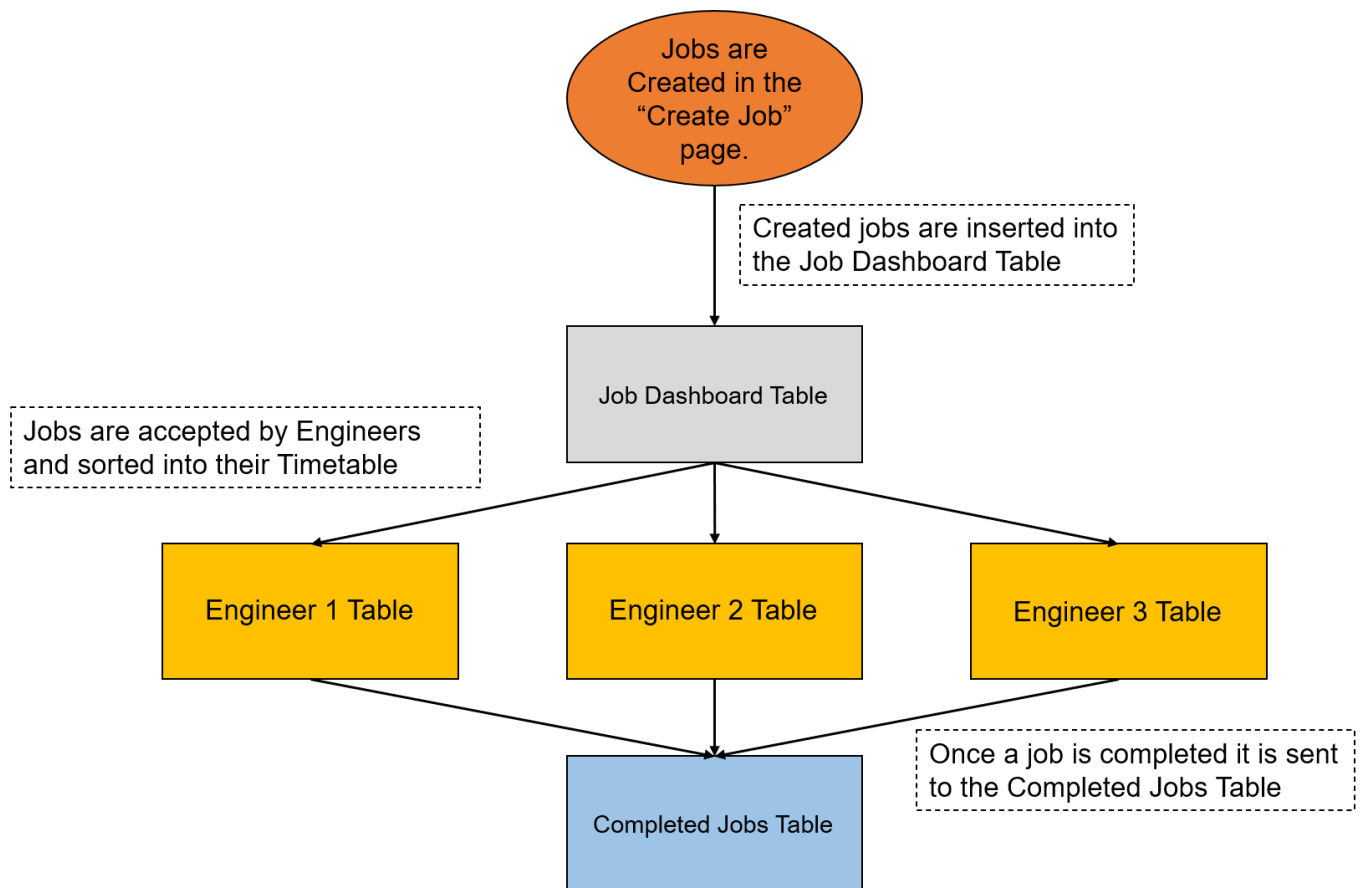 Jobs are
Created in the
“Create Job”
page.
Created jobs are inserted into
the Job Dashboard Table
Job Dashboard Table
Jobs are accepted by Engineers
and sorted into their Timetable
Engineer 1 Table
Engineer 2 Table
Engineer 3 Table
Once a job is completed it is sent
to the Completed Jobs Table
Completed Jobs Table